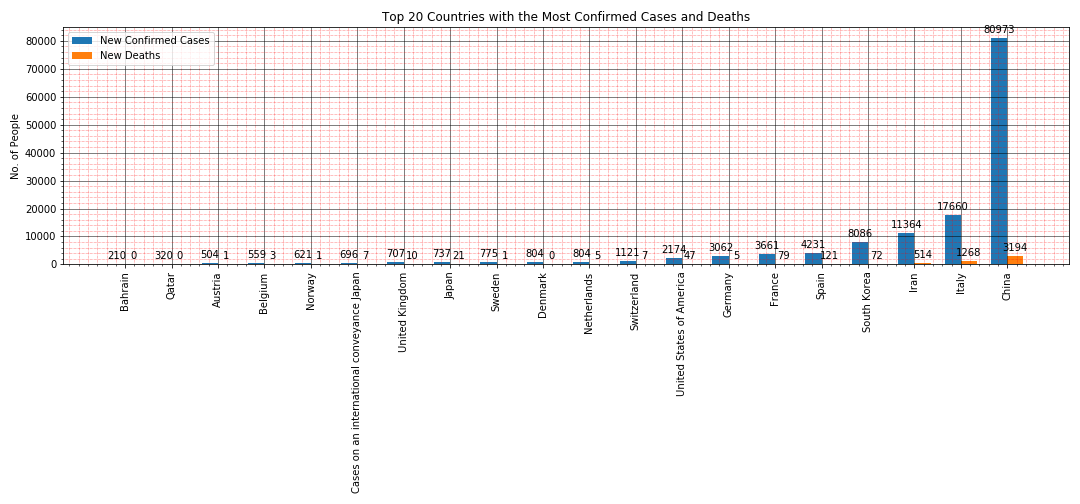 Top 20 Countries with the Most Confirmed Cases and Deaths
New Confirmed Cases
New Deaths
No. of People
80000
70000
60000
50000
40000
30000
20000
10000
0
210 0
320 0
504 1
559 3
621 1
696 7
707 10
737 21
775 1
804 0
804 5
1121 7
2174 47
3062 5
3661 79
4231 121
8086 72
11364 514
17660 1268
80973 3194
Bahrain
Qatar
Austria
Belgium
Norway
Cases on an international conveyance Japan
United Kingdom
Japan
Sweden
Denmark
Netherlands
Switzerland
United States of America
Germany
France
Spain
South Korea
Iran
Italy
China